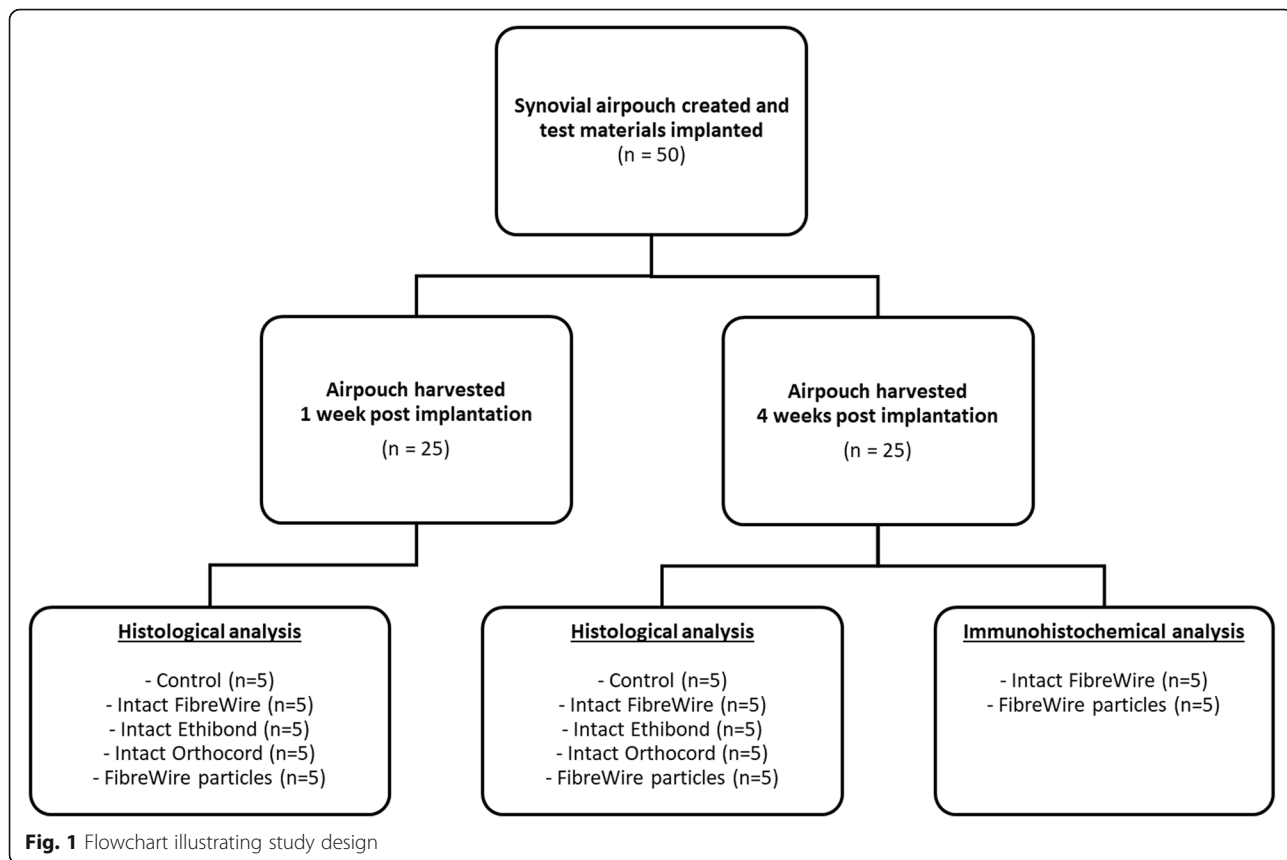 Synovial airpouch created and
test materials implanted
(n = 50)
Airpouch harvested
1 week post implantation
(n = 25)
Airpouch harvested
4 weeks post implantation
(n = 25)
Histological analysis
- Control (n=5)
- Intact FibreWire (n=5)
- Intact Ethibond (n=5)
- Intact Orthocord (n=5)
- FibreWire particles (n=5)
Histological analysis
- Control (n=5)
- Intact FibreWire (n=5)
- Intact Ethibond (n=5)
- Intact Orthocord (n=5)
- FibreWire particles (n=5)
Immunohistochemical analysis
- Intact FibreWire (n=5)
- FibreWire particles (n=5)
Fig. 1 Flowchart illustrating study design